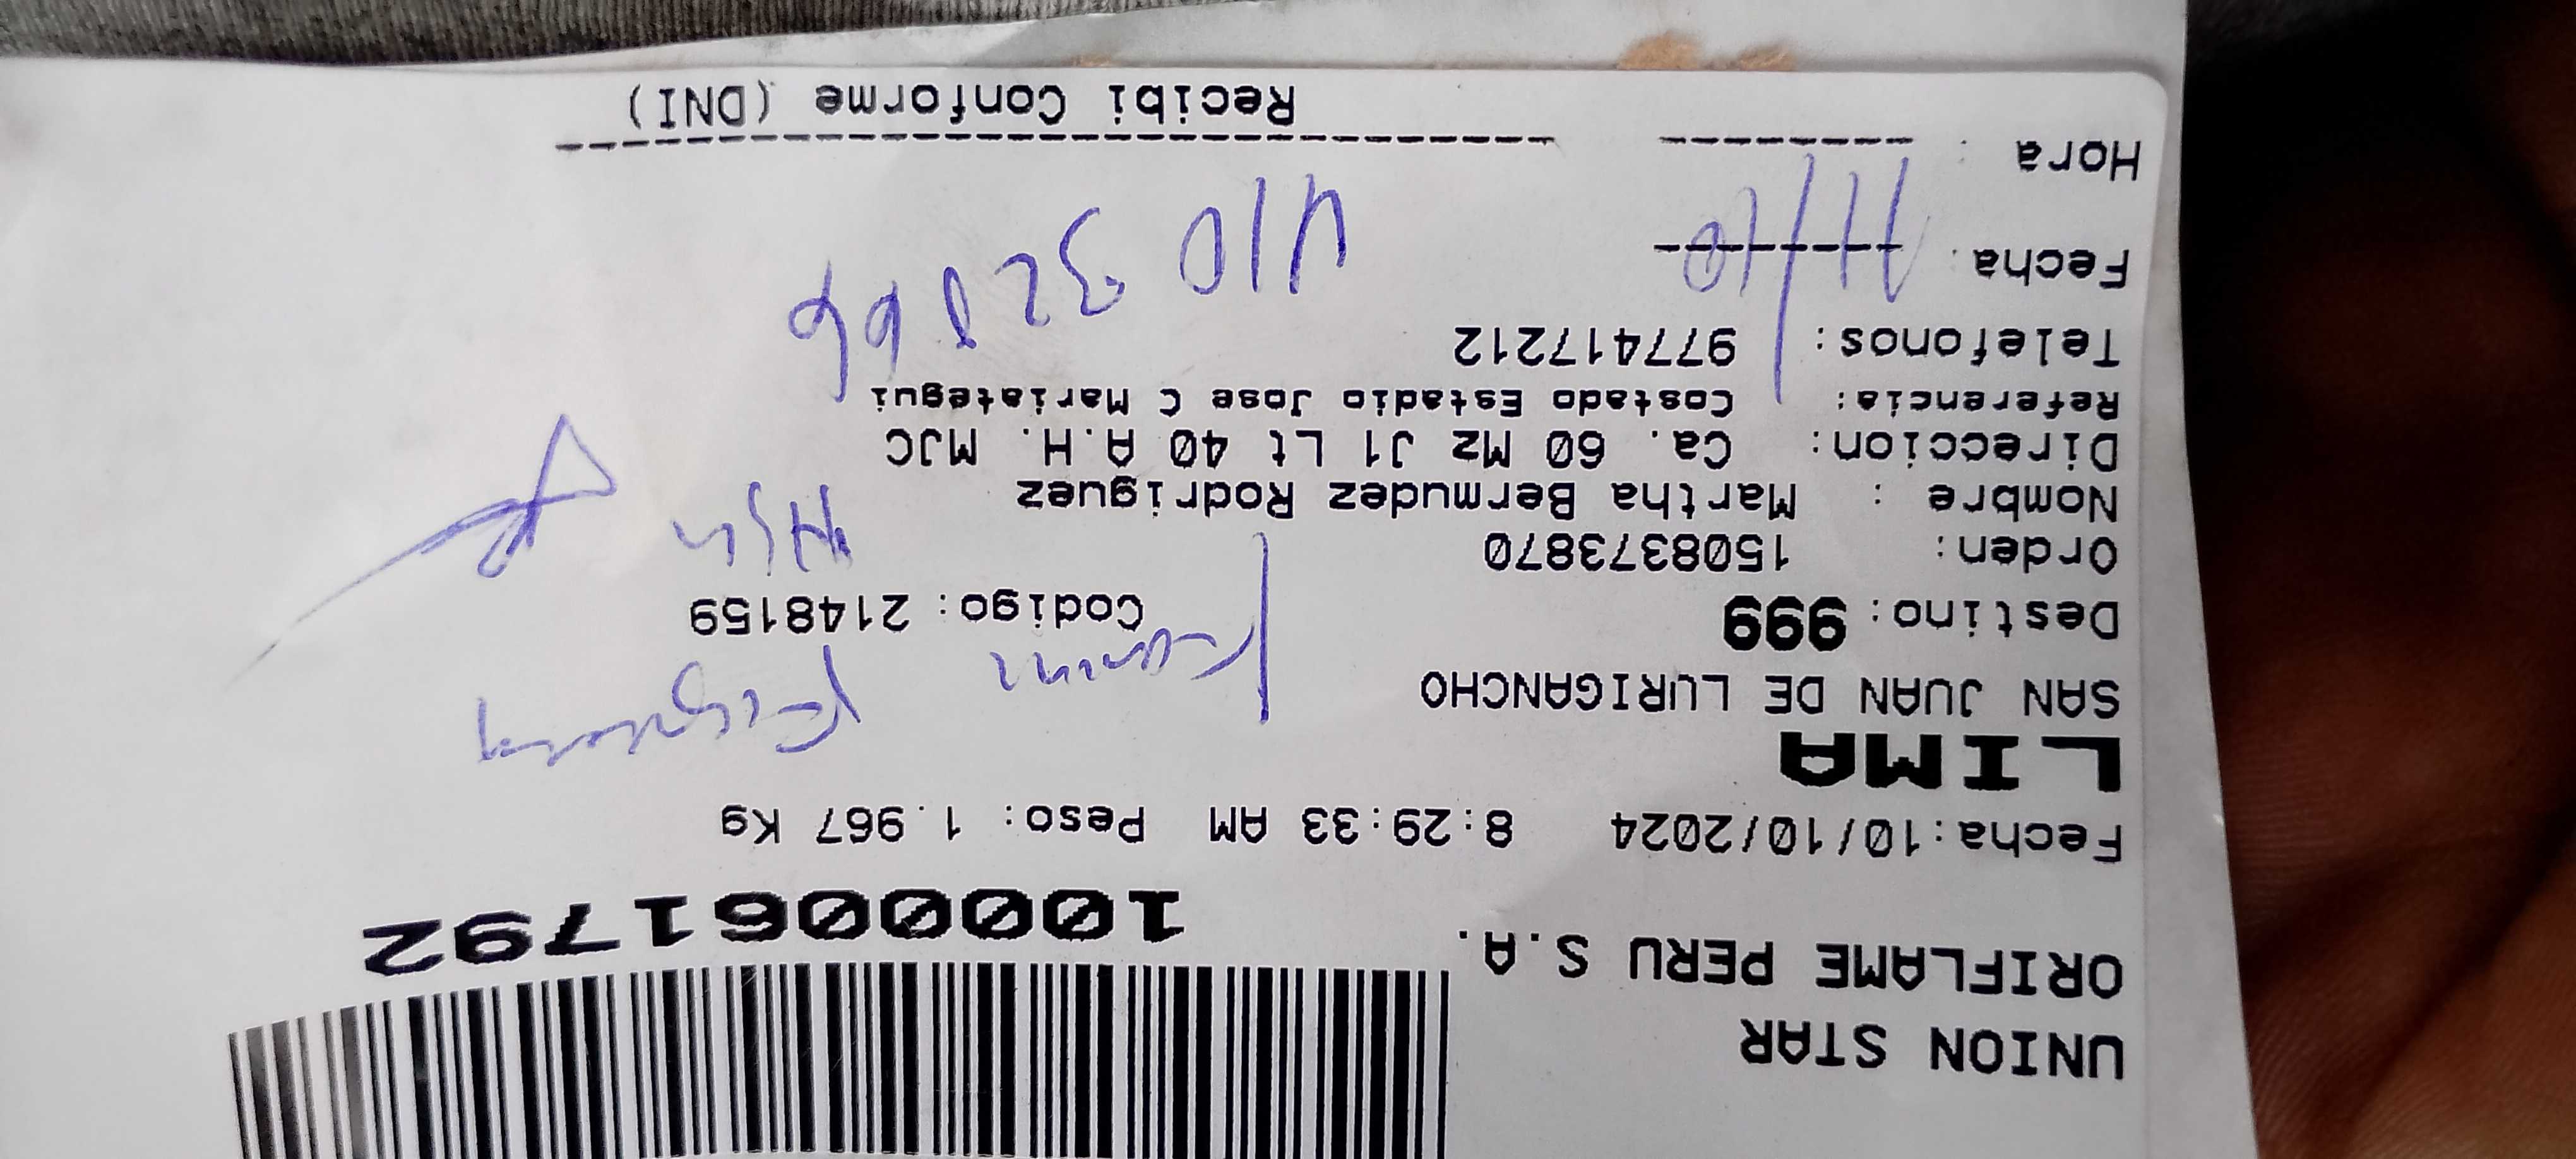 UNION STAR
ORIFLAME PERU S.A.
1000061792
Fecha:10/10/2024 8:29:33 AM Peso: 1.967 Kg
LIMA
SAN JUAN DE LURIGANCHO
Destino: 999 Codigo: 2148159
Orden: 1508373870
Nombre : Martha Bermudez Rodriguez
Hijn
Direccion: Ca. 60 Mz J1 Lt 40 A.H. MJC
Referencia: Costado Estadio Jose C Mariategui
Telefonos: 977417212
Fecha : 11/10
Hora :
Recibi Conforme (DNI)